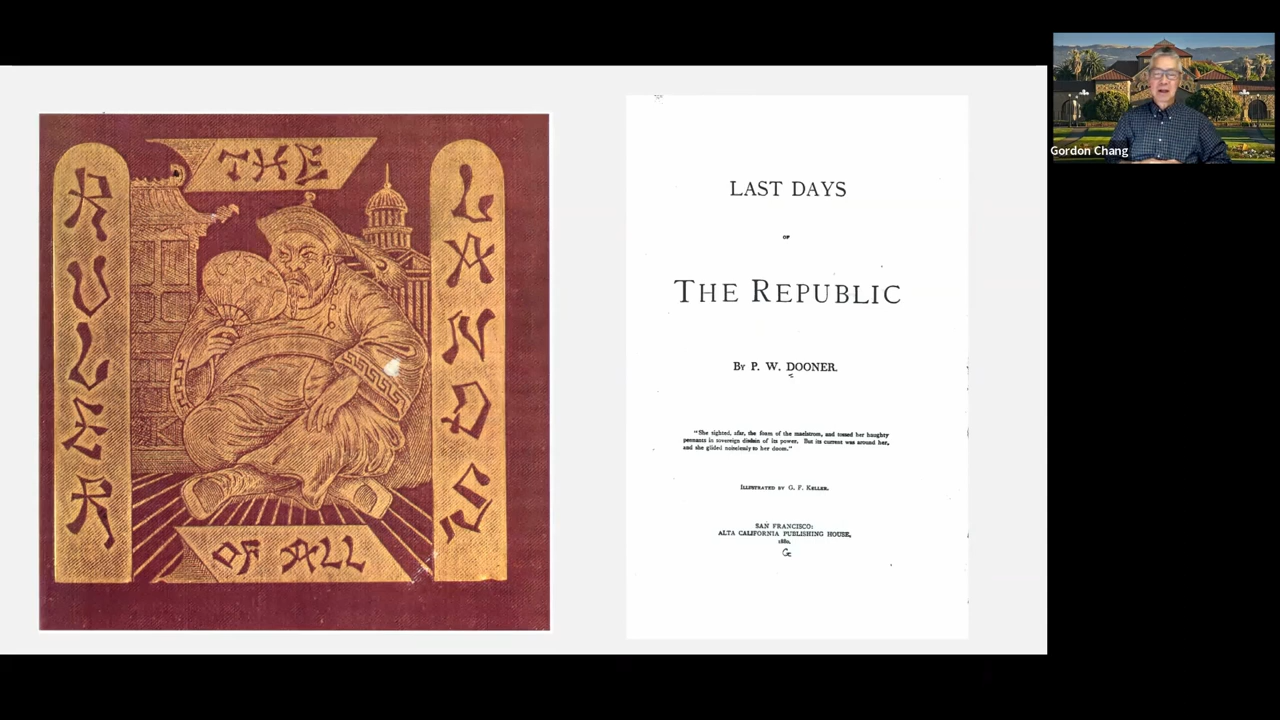 THE
RULER
LANDS
OF ALL
LAST DAYS
OF
THE REPUBLIC
BY P. W. DOONER.
"She sighted, afar, the foam of the maelstrom, and tossed her haughty
pennants in sovereign disdain of its power. But its current was around her,
and she glided noiselessly to her doom."
ILLUSTRATED BY G. F. KELLER.
SAN FRANCISCO:
ALTA CALIFORNIA PUBLISHING HOUSE,
1880.
Gordon Chang